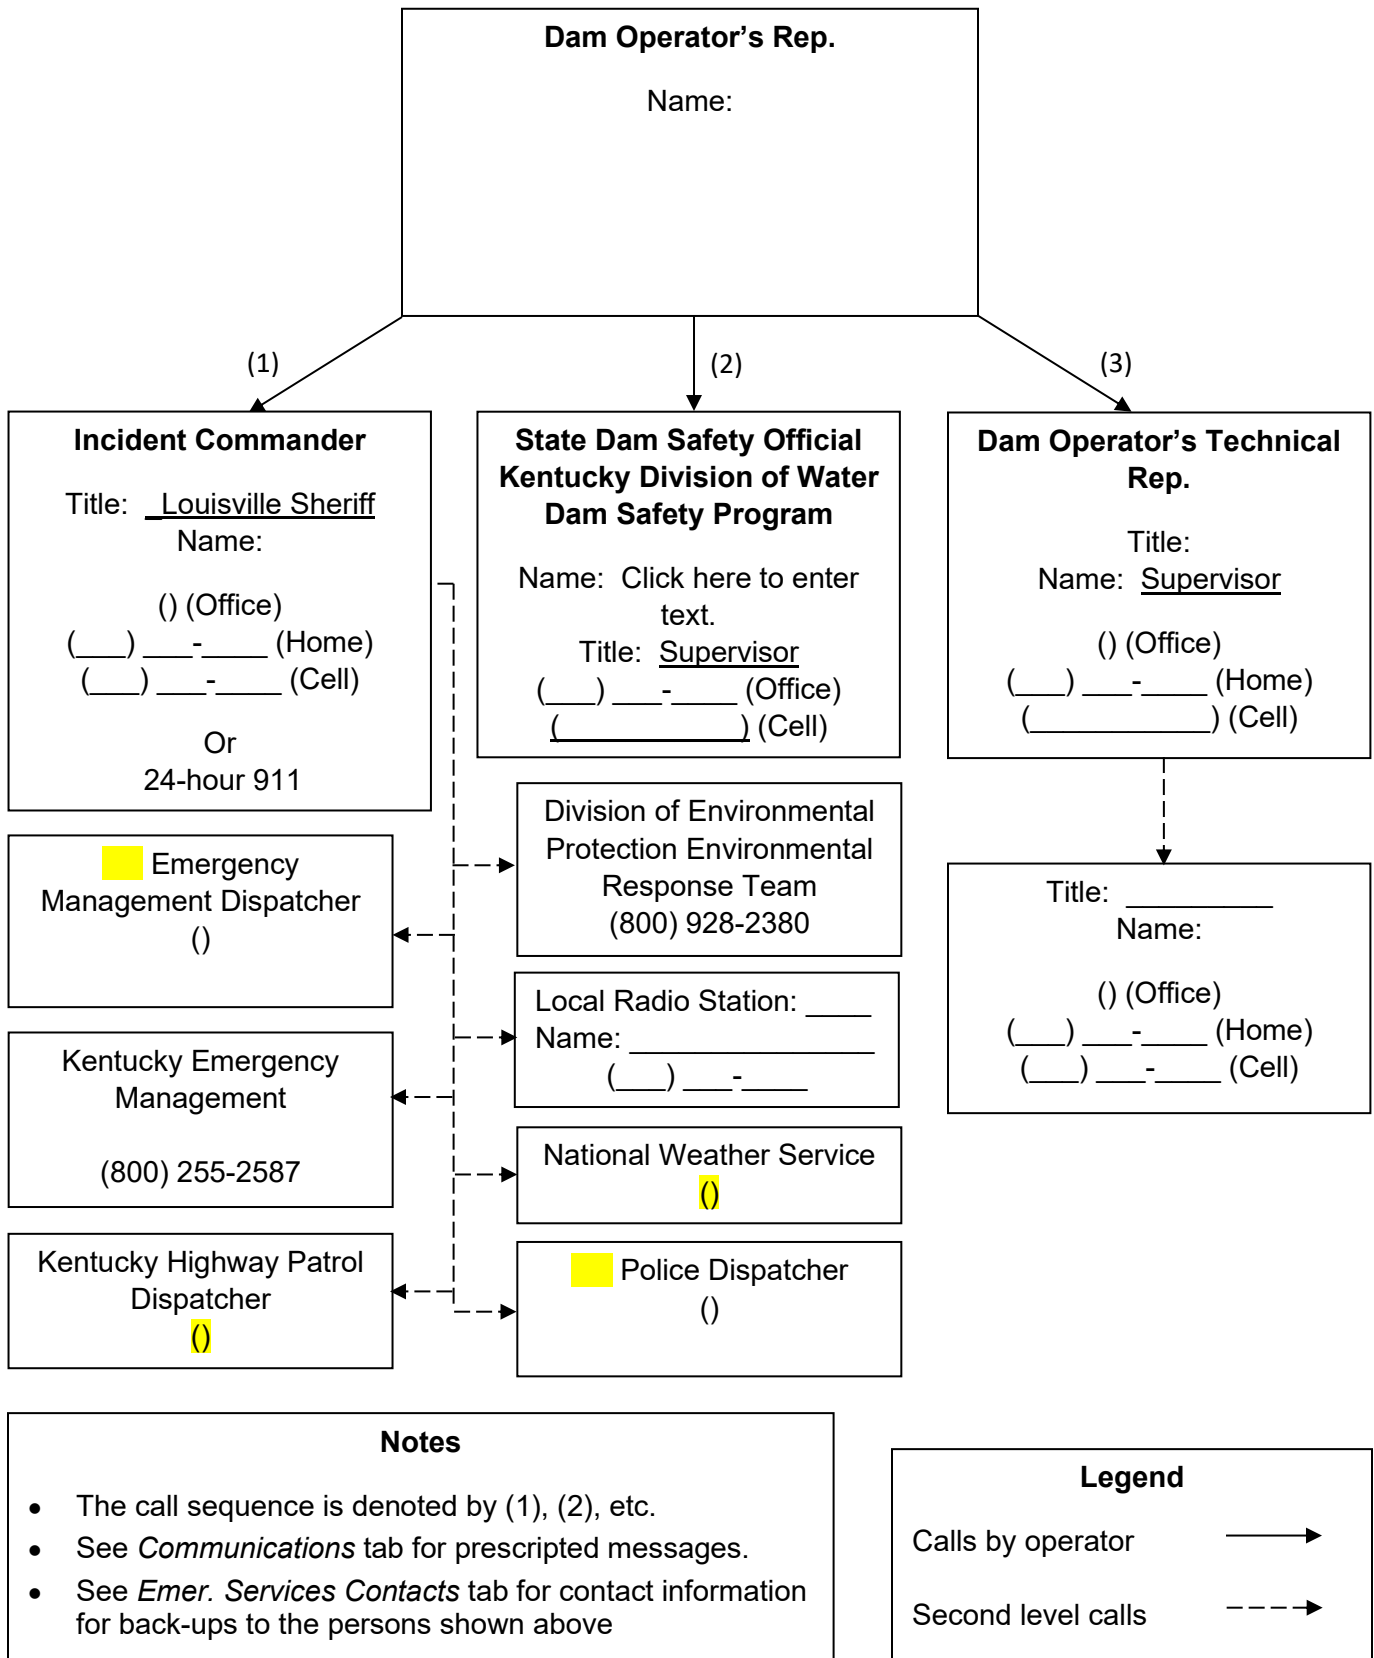 Dam Operator’s Rep.
Name:
(1)
(2)
(3)
Incident Commander
Title: _Louisville Sheriff
Name:
() (Office)
(___) ___-____ (Home)
(___) ___-____ (Cell)
Or
24-hour 911
State Dam Safety Official
Kentucky Division of Water
Dam Safety Program
Name: Click here to enter
text.
Title: Supervisor
(___) ___-____ (Office)
(___________) (Cell)
Dam Operator’s Technical
Rep.
Title:
Name: Supervisor
() (Office)
(___) ___-____ (Home)
(___________) (Cell)
Emergency
Management Dispatcher
()
Division of Environmental
Protection Environmental
Response Team
(800) 928-2380
Title: _________
Name:
() (Office)
(___) ___-____ (Home)
(___) ___-____ (Cell)
Local Radio Station: ____
Name: _______________
(___) ___-____
Kentucky Emergency
Management
(800) 255-2587
National Weather Service
()
Kentucky Highway Patrol
Dispatcher
()
Police Dispatcher
()
Notes
• The call sequence is denoted by (1), (2), etc.
• See Communications tab for prescripted messages.
• See Emer. Services Contacts tab for contact information
for back-ups to the persons shown above
Legend
Calls by operator
Second level calls